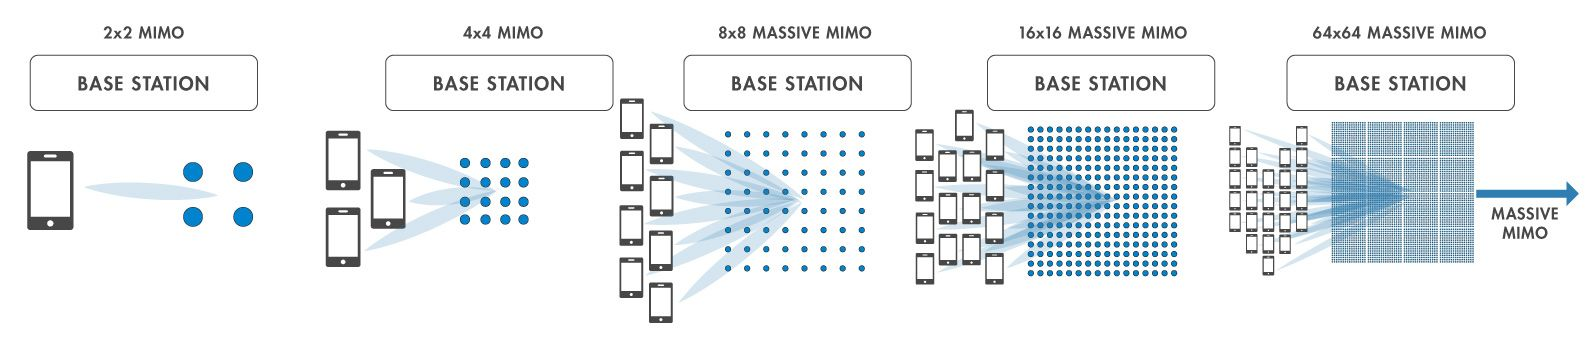 2x2 MIMO
BASE STATION
4x4 MIMO
BASE STATION
8x8 MASSIVE MIMO
BASE STATION
16x16 MASSIVE MIMO
BASE STATION
64x64 MASSIVE MIMO
BASE STATION
MASSIVE
MIMO